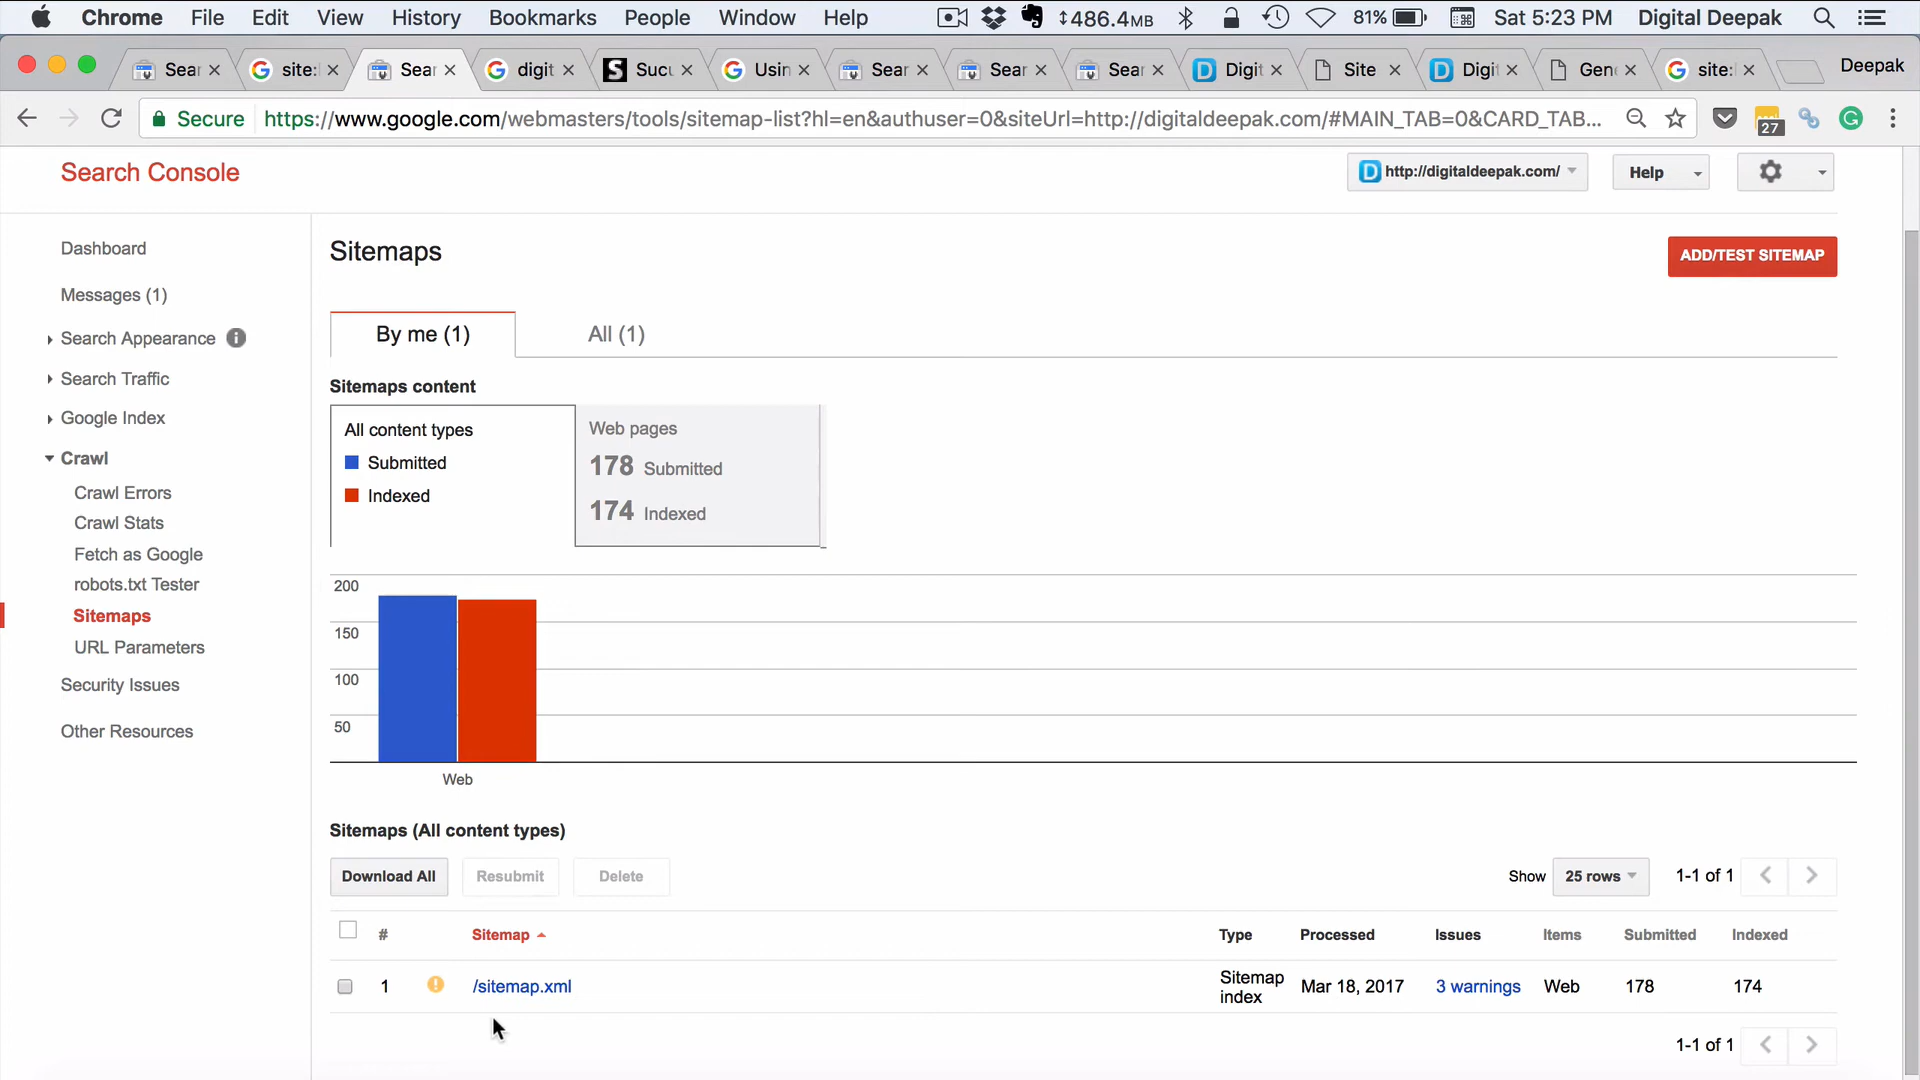 Chrome File Edit View History Bookmarks People Window Help 486.4MB 81% Sat 5:23 PM Digital Deepak
Sear site: Sear digit S Sucu Usin Sear Sear Sear Digit Site Digit Gene site: Deepak
Secure https://www.google.com/webmasters/tools/sitemap-list?hl=en&authuser=0&siteUrl=http://digitaldeepak.com/#MAIN_TAB=0&CARD_TAB... 27
Search Console http://digitaldeepak.com/ Help
Dashboard
Messages (1)
Search Appearance
Search Traffic
Google Index
Crawl
Crawl Errors
Crawl Stats
Fetch as Google
robots.txt Tester
Sitemaps
URL Parameters
Security Issues
Other Resources
Sitemaps
ADD/TEST SITEMAP
By me (1) All (1)
Sitemaps content
All content types
Submitted
Indexed
Web pages
178 Submitted
174 Indexed
200
150
100
50
Web
Sitemaps (All content types)
Download All Resubmit Delete Show 25 rows 1-1 of 1
# Sitemap Type Processed Issues Items Submitted Indexed
1 /sitemap.xml Sitemap index Mar 18, 2017 3 warnings Web 178 174
1-1 of 1